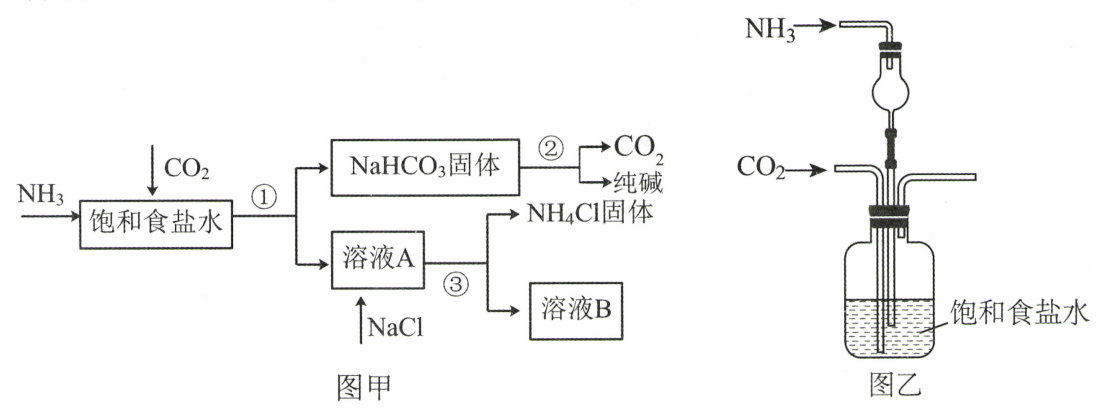 NH₃
CO₂
饱和食盐水
①
NaHCO₃固体
②
CO₂
纯碱
溶液A
③
NH₄Cl固体
溶液B
NaCl
图甲
NH₃
CO₂
饱和食盐水
图乙